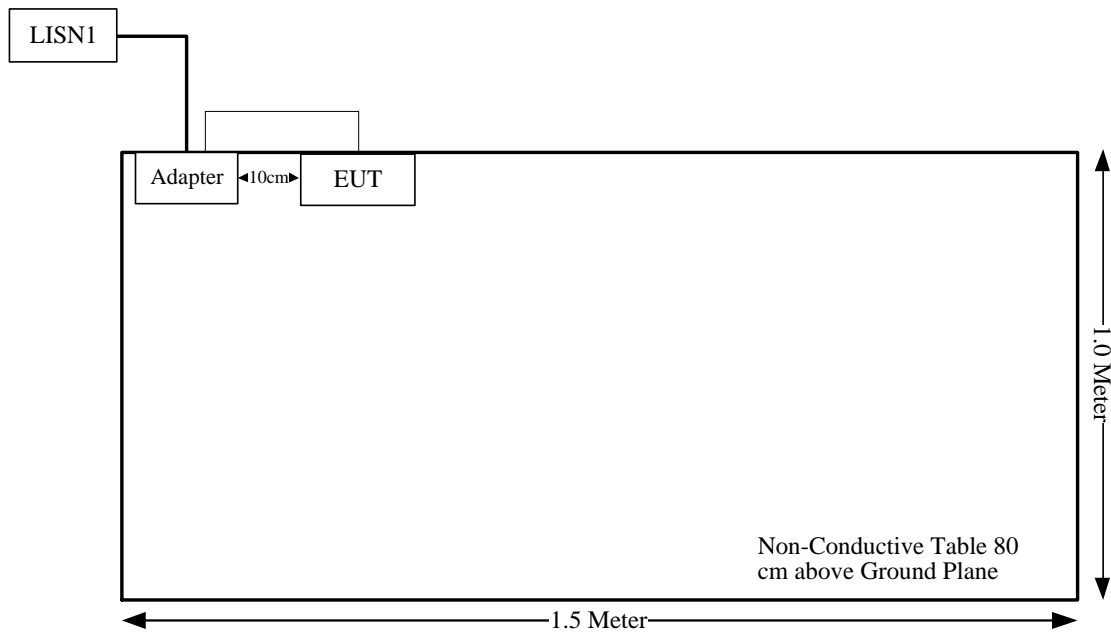 LISN1
Adapter
10cm
EUT
1.0 Meter
Non-Conductive Table 80
cm above Ground Plane
1.5 Meter